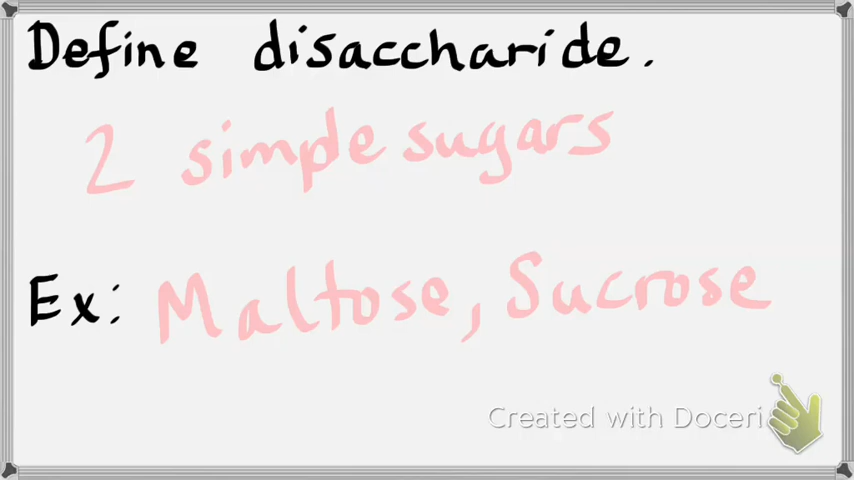 Define disaccharide.
2 simple sugars
Ex: Maltose, Sucrose
Created with Doceri